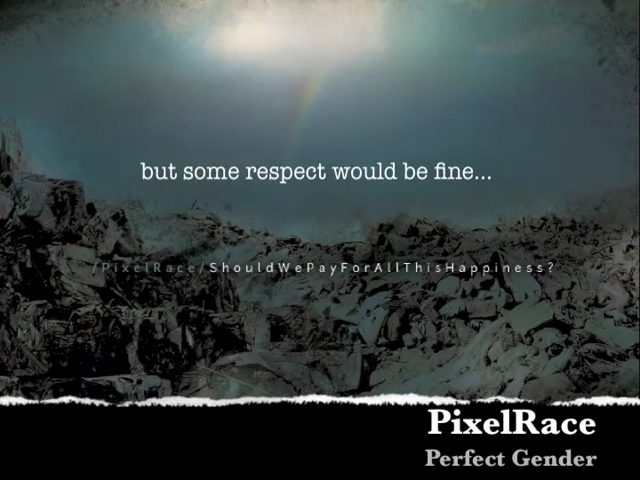 but some respect would be fine...
/PixelRace/ShouldWePayForAllThisHappiness?
PixelRace
Perfect Gender